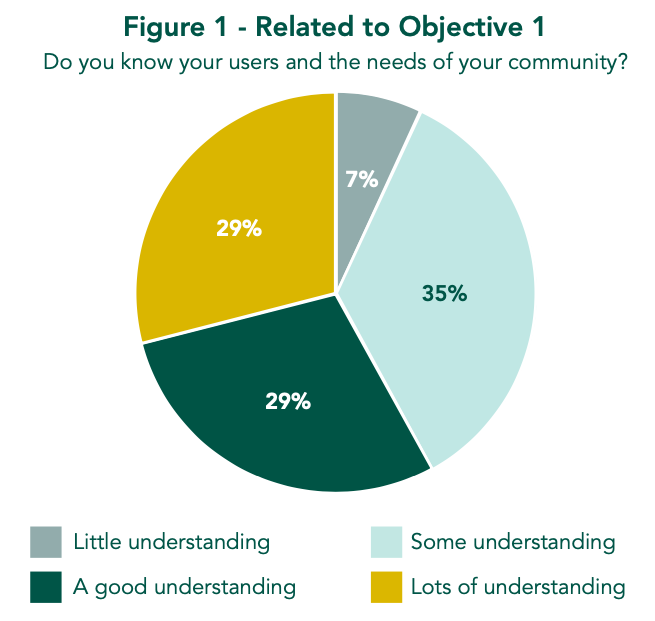 Figure 1 - Related to Objective 1
Do you know your users and the needs of your community?
7%
29%
35%
29%
Little understanding
Some understanding
A good understanding
Lots of understanding